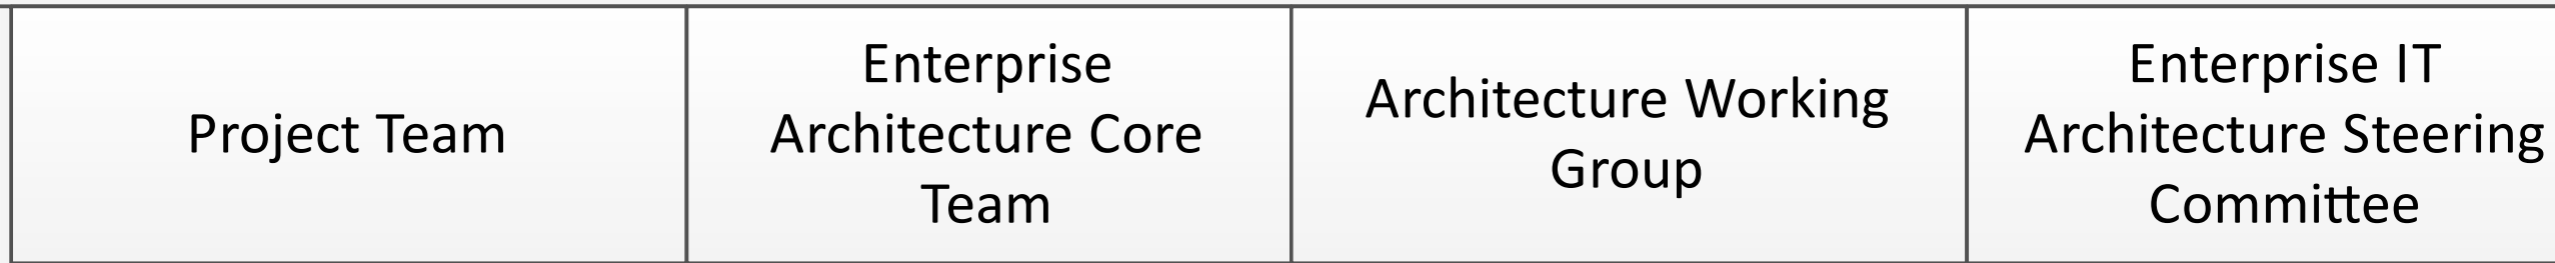 Project Team
Enterprise
Architecture Core
Team
Architecture Working
Group
Enterprise IT
Architecture Steering
Committee